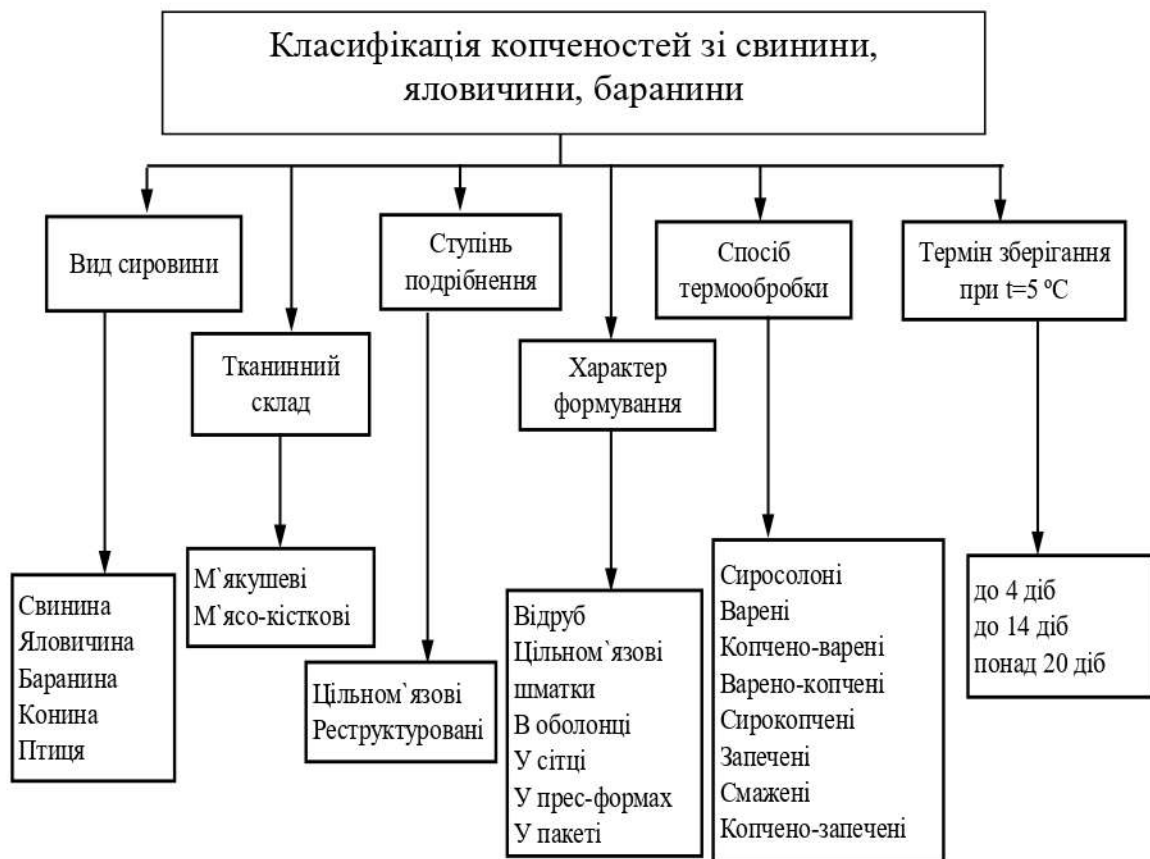 Класифікація копченостей зі свинини,
яловичини, баранини
Вид сировини
Ступінь
подрібнення
Спосіб
термообробки
Термін зберігання
при t=5 ºС
Тканинний
склад
Характер
формування
Свинина
Яловичина
Баранина
Конина
Птиця
М`якушеві
М`ясо-кісткові
Цільном`язові
Реструктуровані
Відруб
Цільном`язові
шматки
В оболонці
У сітці
У прес-формах
У пакеті
Сиросолоні
Варені
Копчено-варені
Варено-копчені
Сирокопчені
Запечені
Смажені
Копчено-запечені
до 4 діб
до 14 діб
понад 20 діб